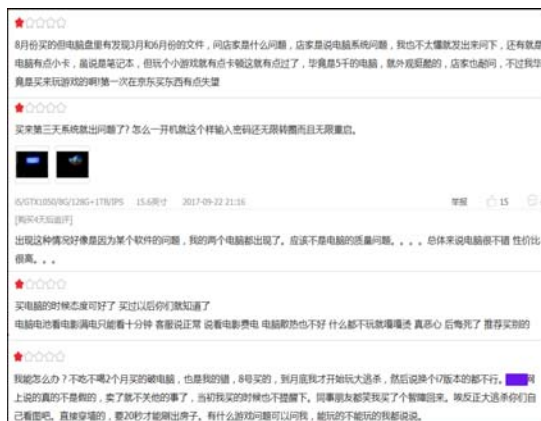 8月份买的但电脑盘里有发现3月和6月份的文件，问店家是什么问题，店家是说电脑系统问题，我也不太懂就发出来问下，还有就是
电脑有点小卡，虽说是笔记本，但玩个小游戏就有点卡顿这就有点过了，毕竟是5千的电脑，就外观挺酷的，店家也耐问，不过我毕
竟是买来玩游戏的啊!第一次在京东买东西有点失望
买来第三天系统就出问题了? 怎么一开机就这个样输入密码还无限转圈而且无限重启。
i5/GTX1050/8G/128G+1TB/IPS 15.6英寸 2017-09-22 21:16 举报 15
[购买4天后追评]
出现这种情况好像是因为某个软件的问题，我的两个电脑都出现了。应该不是电脑的质量问题。。。。总体来说电脑很不错 性价比
很高。。。
买电脑的时候态度可好了 买过以后你们就知道了
电脑电池看电影满电只能看十分钟 客服说正常 说看电影费电 电脑散热也不好 什么都不玩就嘎嘎烫 真恶心 后悔死了 推荐买别的
我能怎么办？不吃不喝2个月买的破电脑，也是我的错，8号买的，到月底我才开始玩大逃杀，然后说换个i7版本的都不行。 网
上说的真的不是假的，卖了就不关他的事了，当初我买的时候也不提醒下。同事朋友都笑我买了个智障回来。唉反正大逃杀你们自
己看图吧。直接穿墙的，要20秒才能刷出房子。有什么游戏问题可以问我，能玩的不能玩的我都说说。